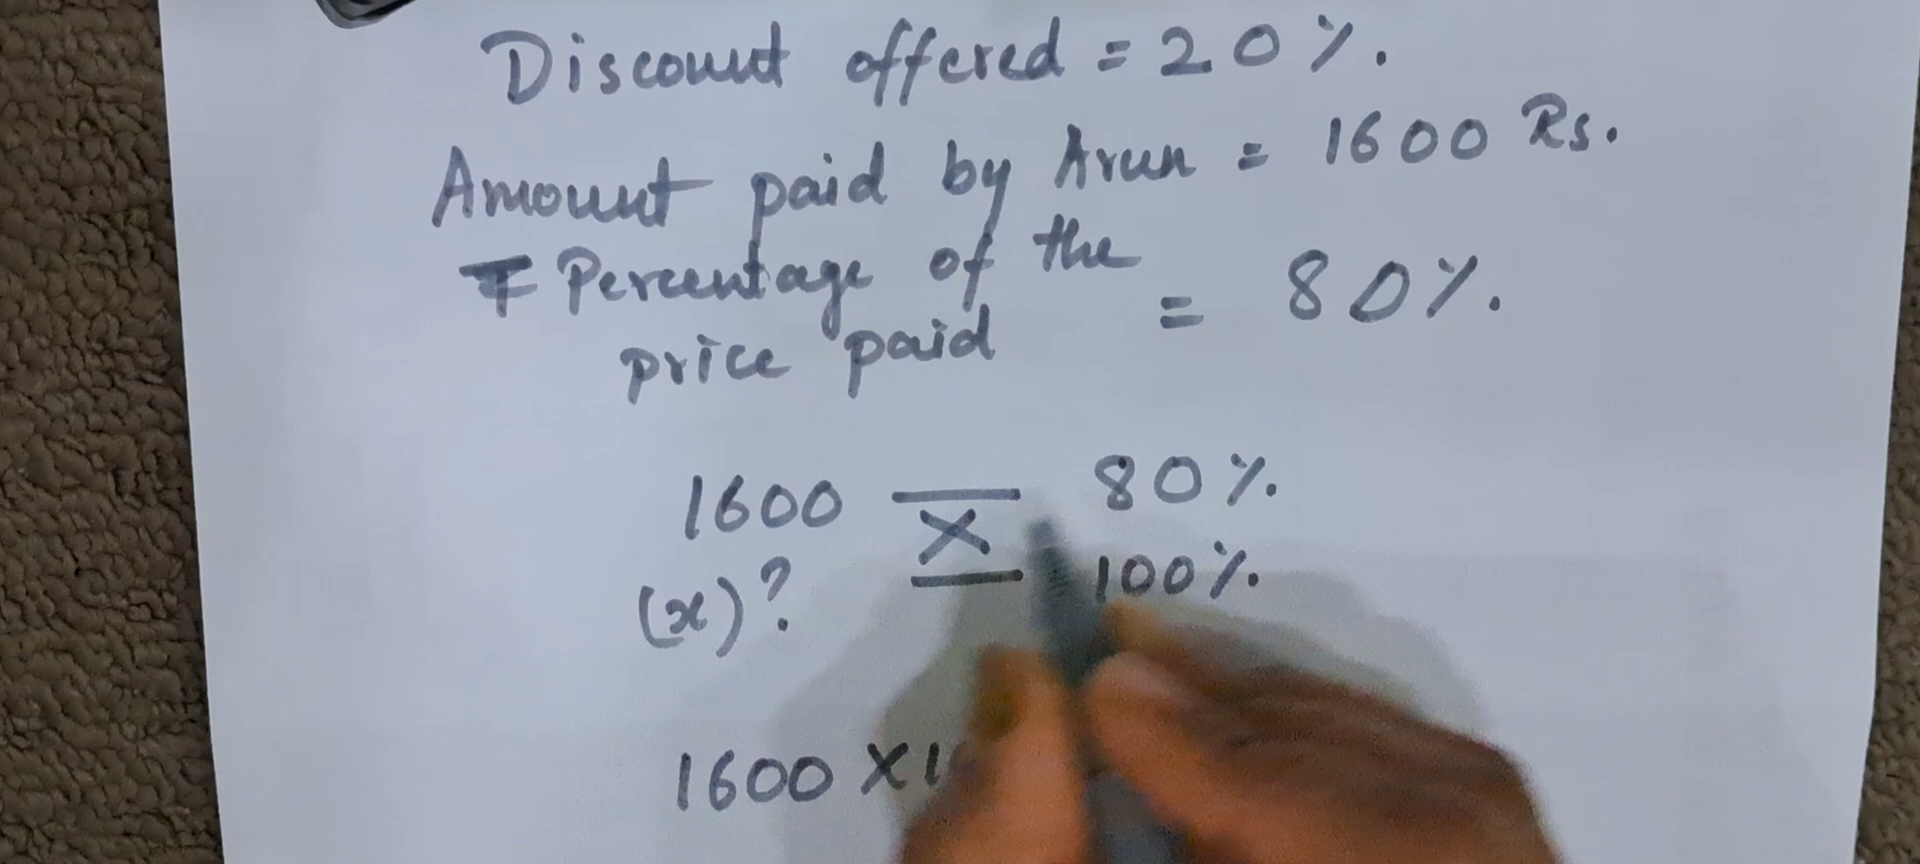 Discount offered = 20%.
Amount paid by Arun = 1600 Rs.
Percentage of the
price paid = 80%.
1600 X 80%.
(x)? 100%.
1600 X 1